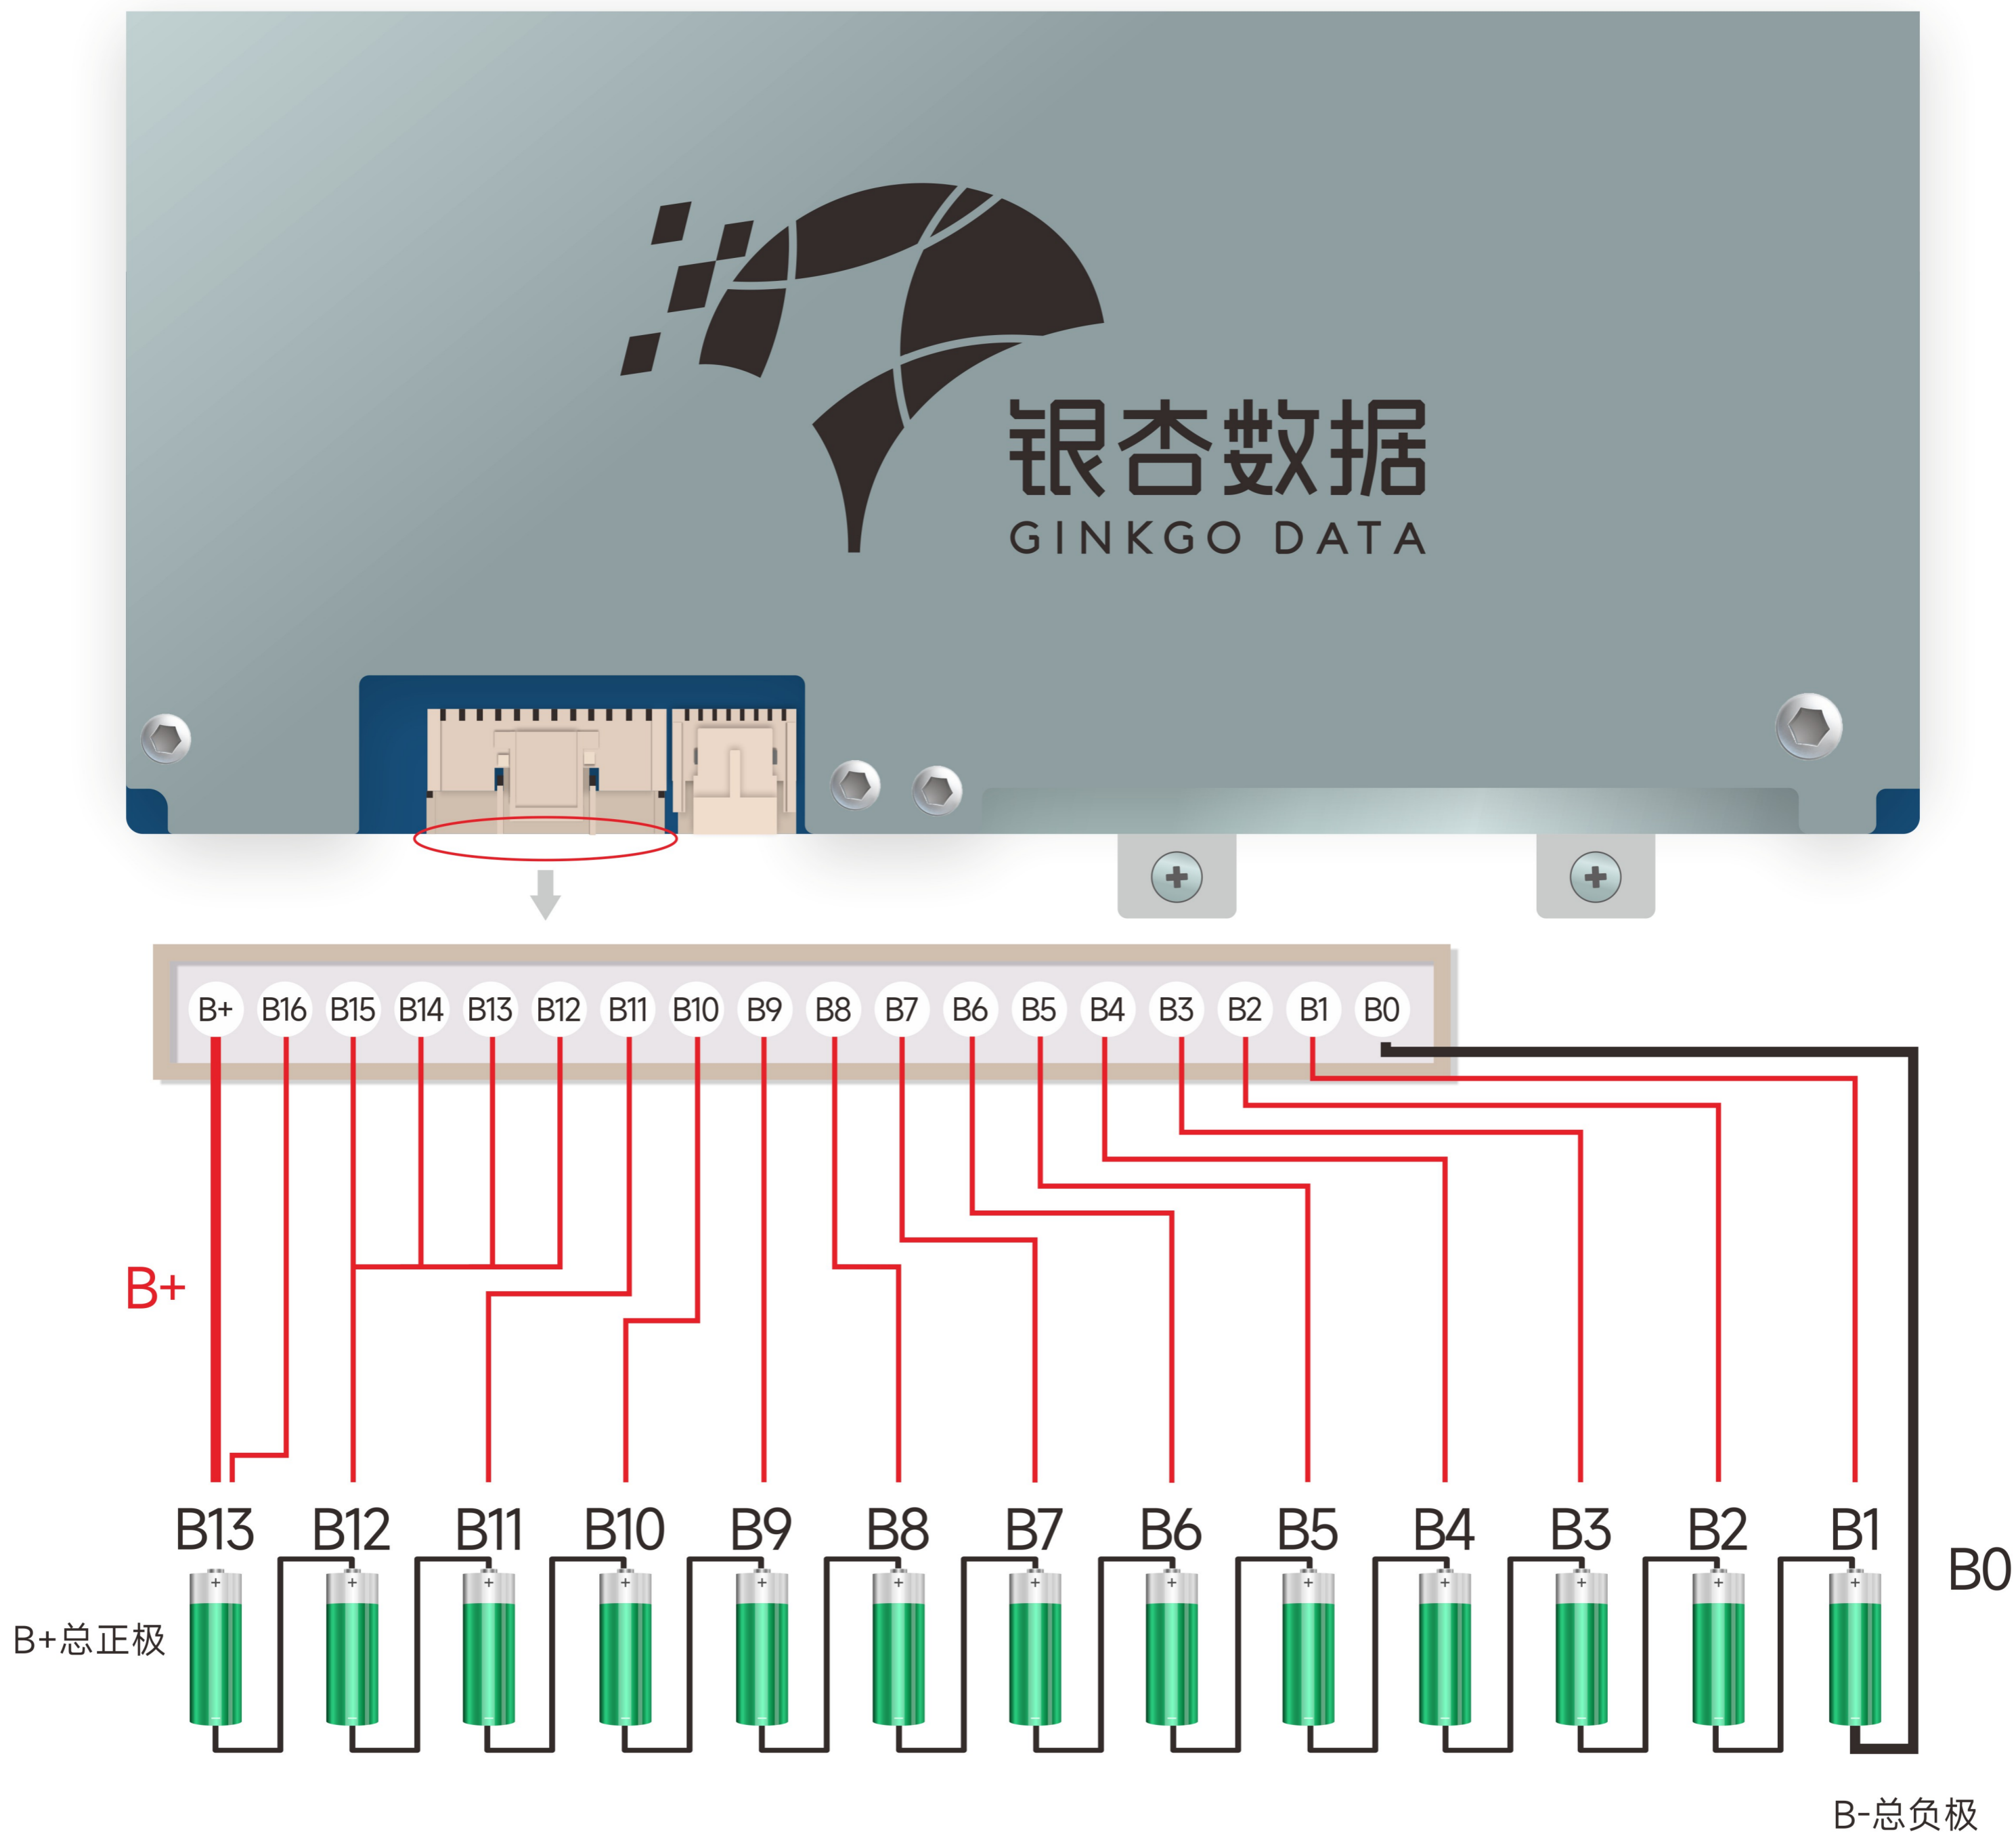 银杏数据
GINKGO DATA
B+ B16 B15 B14 B13 B12 B11 B10 B9 B8 B7 B6 B5 B4 B3 B2 B1 B0
B+
B13 B12 B11 B10 B9 B8 B7 B6 B5 B4 B3 B2 B1
B0
+ + + + + + + + + + + + +
B+总正极
B-总负极